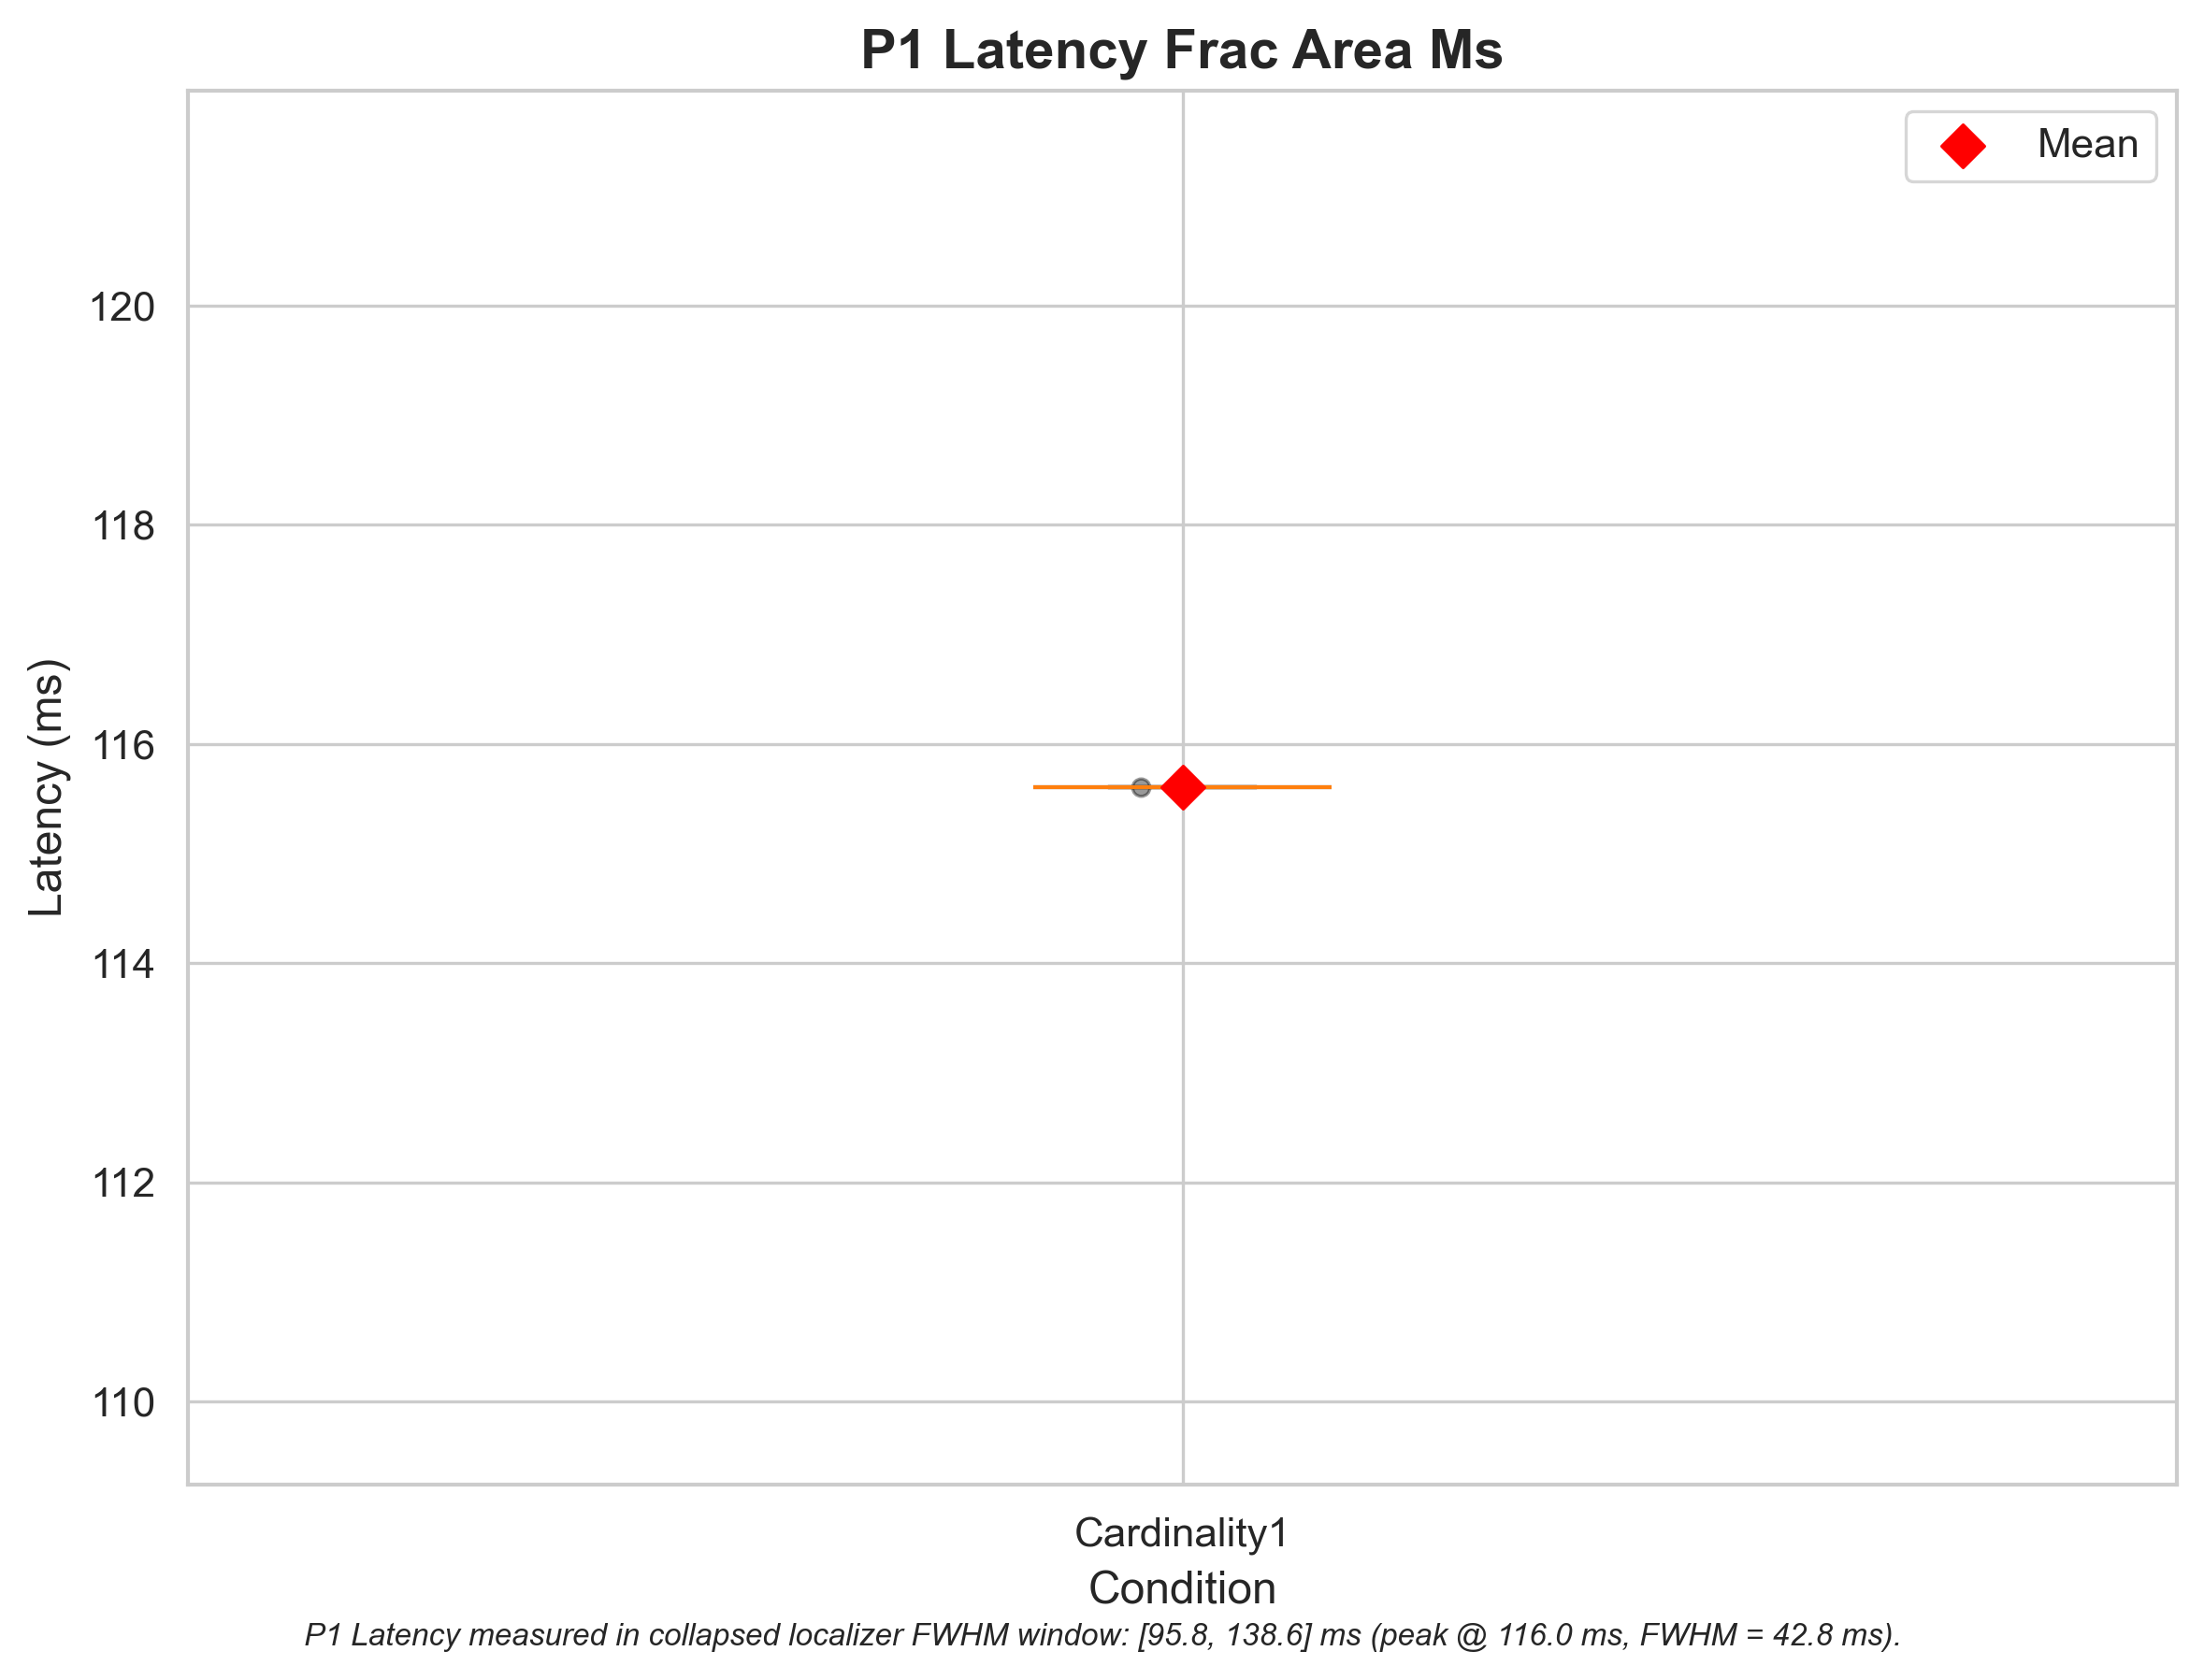 P1 Latency Frac Area Ms
Mean
120
118
116
114
112
110
Latency (ms)
Cardinality1
Condition
P1 Latency measured in collapsed localizer FWHM window: [95.8, 138.6] ms (peak @ 116.0 ms, FWHM = 42.8 ms).